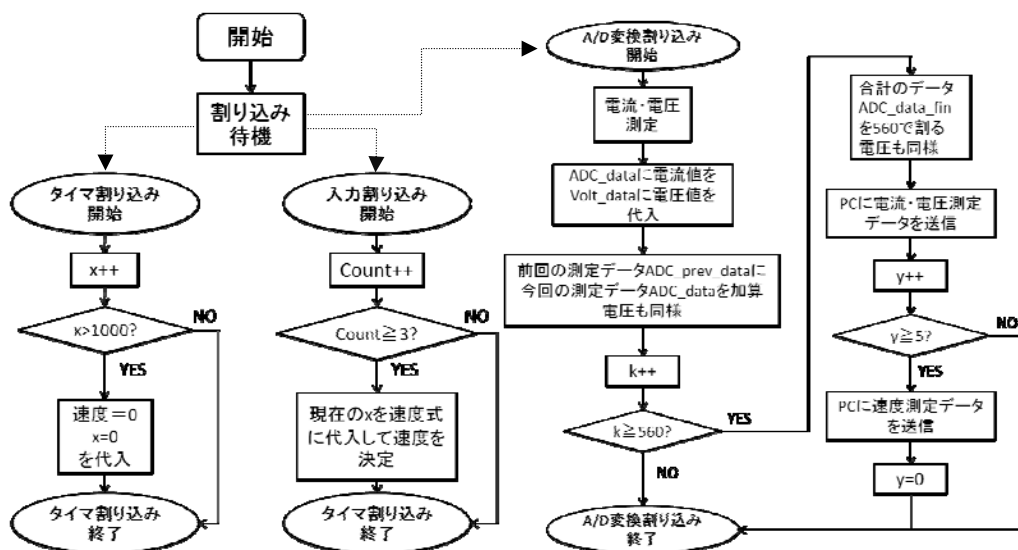 開始
割り込み
待機
タイマ割り込み
開始
x++
x>1000?
NO
YES
速度=0
x=0
を代入
タイマ割り込み
終了
入力割り込み
開始
Count++
Count≧3?
NO
YES
現在のxを速度式
に代入して速度を
決定
タイマ割り込み
終了
A/D変換割り込み
開始
電流・電圧
測定
ADC_dataに電流値を
Volt_dataに電圧値を
代入
前回の測定データADC_prev_dataに
今回の測定データADC_dataを加算
電圧も同様
k++
k≧560?
YES
NO
A/D変換割り込み
終了
合計のデータ
ADC_data_fin
を560で割る
電圧も同様
PCに電流・電圧測定
データを送信
y++
y≧5?
NO
YES
PCに速度測定データ
を送信
y=0